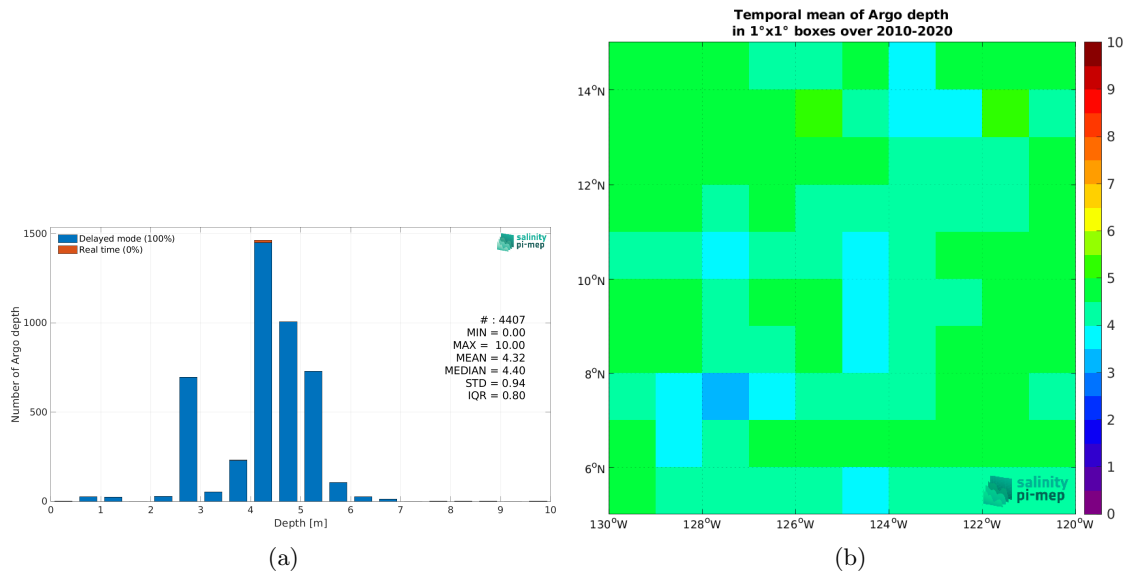 Delayed mode (100%)
Real time (0%)
salinity
pi-mep
# : 4407
MIN = 0.00
MAX = 10.00
MEAN = 4.32
MEDIAN = 4.40
STD = 0.94
IQR = 0.80
1500
1000
500
0
Number of Argo depth
0 1 2 3 4 5 6 7 8 9 10
Depth [m]
(a)
Temporal mean of Argo depth
in 1°x1° boxes over 2010-2020
14°N
12°N
10°N
8°N
6°N
130°W 128°W 126°W 124°W 122°W 120°W
salinity
pi-mep
10
9
8
7
6
5
4
3
2
1
0
(b)